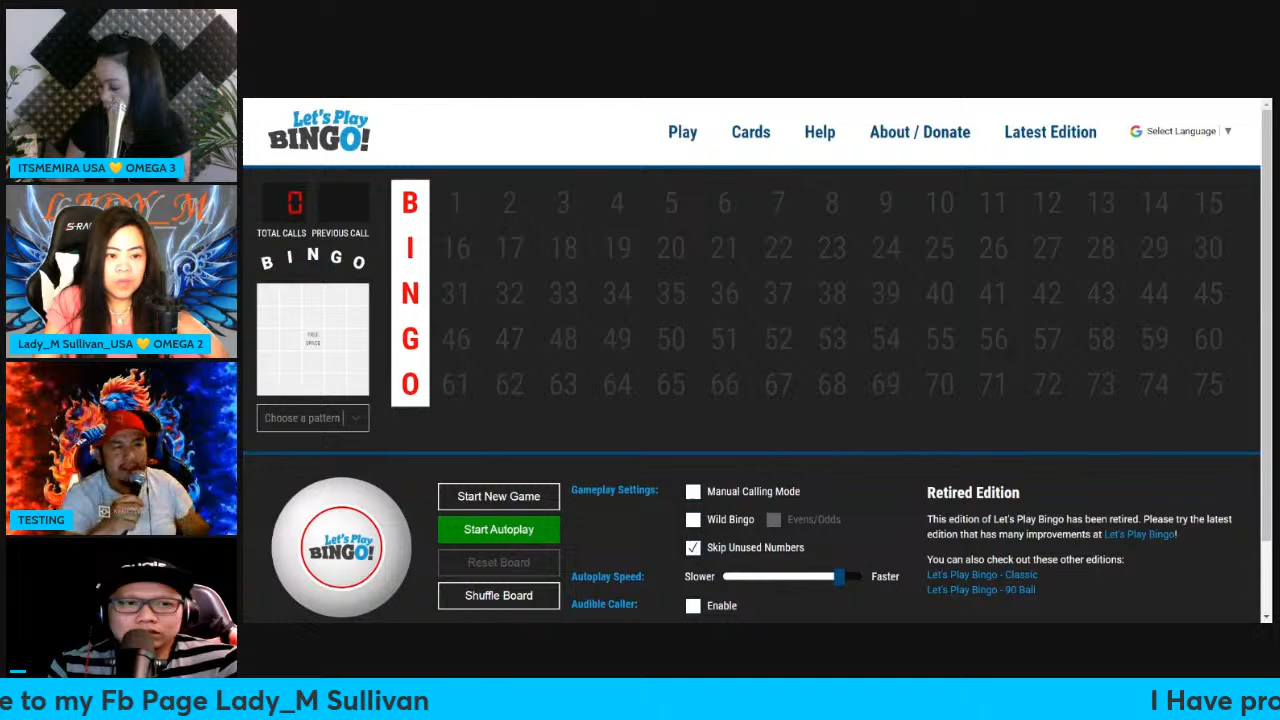 ITSMEMIRA USA 💛 OMEGA 3
LADY_M
S-RA
Lady_M Sullivan_USA 💛 OMEGA 2
TESTING
Let's Play
BINGO!
Play Cards Help About / Donate Latest Edition Select Language ▼
0
TOTAL CALLS PREVIOUS CALL
B I N G O
FREE
SPACE
Choose a pattern
B 1 2 3 4 5 6 7 8 9 10 11 12 13 14 15
I 16 17 18 19 20 21 22 23 24 25 26 27 28 29 30
N 31 32 33 34 35 36 37 38 39 40 41 42 43 44 45
G 46 47 48 49 50 51 52 53 54 55 56 57 58 59 60
O 61 62 63 64 65 66 67 68 69 70 71 72 73 74 75
Let's Play
BINGO!
Start New Game
Start Autoplay
Reset Board
Shuffle Board
Gameplay Settings:
Manual Calling Mode
Wild Bingo Evens/Odds
Skip Unused Numbers
Autoplay Speed: Slower Faster
Audible Caller: Enable
Retired Edition
This edition of Let's Play Bingo has been retired. Please try the latest
edition that has many improvements at Let's Play Bingo!
You can also check out these other editions:
Let's Play Bingo - Classic
Let's Play Bingo - 90 Ball
e to my Fb Page Lady_M Sullivan
I Have pro